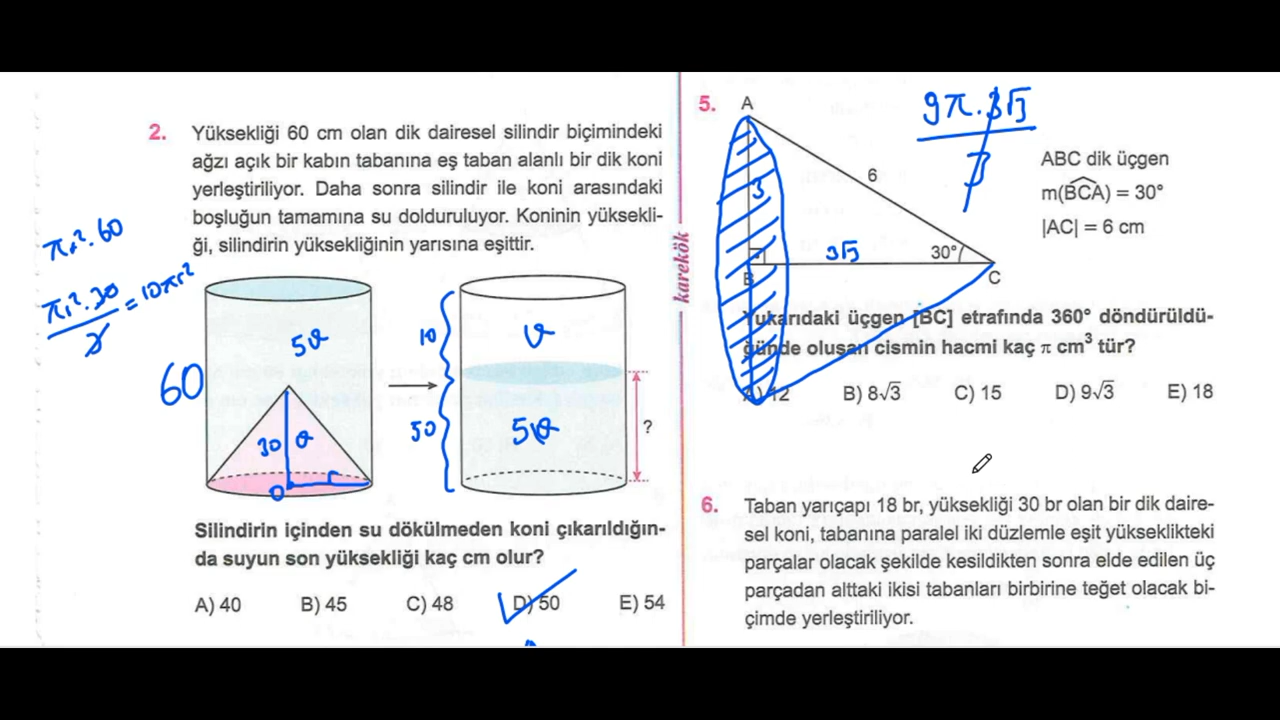 2. Yüksekliği 60 cm olan dik dairesel silindir biçimindeki
ağzı açık bir kabın tabanına eş taban alanlı bir dik koni
yerleştiriliyor. Daha sonra silindir ile koni arasındaki
boşluğun tamamına su dolduruluyor. Koninin yüksekli-
ği, silindirin yüksekliğinin yarısına eşittir.
πr².60
πr².30
3
= 10πr²
60
5V
30
V
O
r
10
50
V
5V
?
Silindirin içinden su dökülmeden koni çıkarıldığın-
da suyun son yüksekliği kaç cm olur?
A) 40 B) 45 C) 48 D) 50 E) 54
karekök
5. A
3
6
B
3√3
30°
C
9π.3√3
3
ABC dik üçgen
m(BCA) = 30°
|AC| = 6 cm
Yukarıdaki üçgen [BC] etrafında 360° döndürüldü-
ğünde oluşan cismin hacmi kaç π cm³ tür?
A) 12 B) 8√3 C) 15 D) 9√3 E) 18
6. Taban yarıçapı 18 br, yüksekliği 30 br olan bir dik daire-
sel koni, tabanına paralel iki düzlemle eşit yükseklikteki
parçalar olacak şekilde kesildikten sonra elde edilen üç
parçadan alttaki ikisi tabanları birbirine teğet olacak bi-
çimde yerleştiriliyor.